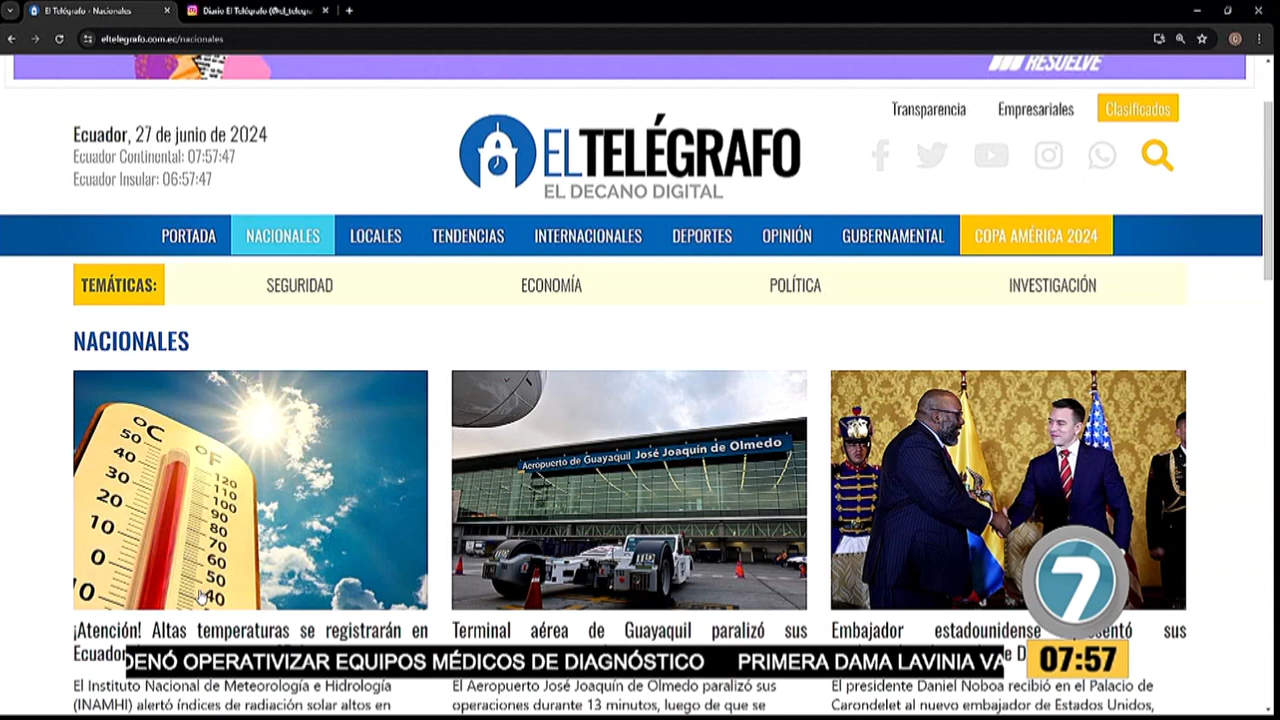 El Telégrafo - Nacionales
Diario El Telégrafo (@el_telegra
eltelegrafo.com.ec/nacionales
RESUELVE
Transparencia
Empresariales
Clasificados
Ecuador, 27 de junio de 2024
Ecuador Continental: 07:57:47
Ecuador Insular: 06:57:47
EL TELÉGRAFO
EL DECANO DIGITAL
PORTADA
NACIONALES
LOCALES
TENDENCIAS
INTERNACIONALES
DEPORTES
OPINIÓN
GUBERNAMENTAL
COPA AMÉRICA 2024
TEMÁTICAS:
SEGURIDAD
ECONOMÍA
POLÍTICA
INVESTIGACIÓN
NACIONALES
°C
°F
50
40
30
20
10
0
10
120
110
100
90
80
70
60
50
40
Aeropuerto de Guayaquil José Joaquín de Olmedo
¡Atención! Altas temperaturas se registrarán en
Ecuador
El Instituto Nacional de Meteorología e Hidrología
(INAMHI) alertó índices de radiación solar altos en
Terminal aérea de Guayaquil paralizó sus
El Aeropuerto José Joaquín de Olmedo paralizó sus
operaciones durante 13 minutos, luego de que se
Embajador estadounidense presentó sus
El presidente Daniel Noboa recibió en el Palacio de
Carondelet al nuevo embajador de Estados Unidos,
7
DENÓ OPERATIVIZAR EQUIPOS MÉDICOS DE DIAGNÓSTICO PRIMERA DAMA LAVINIA VA
07:57